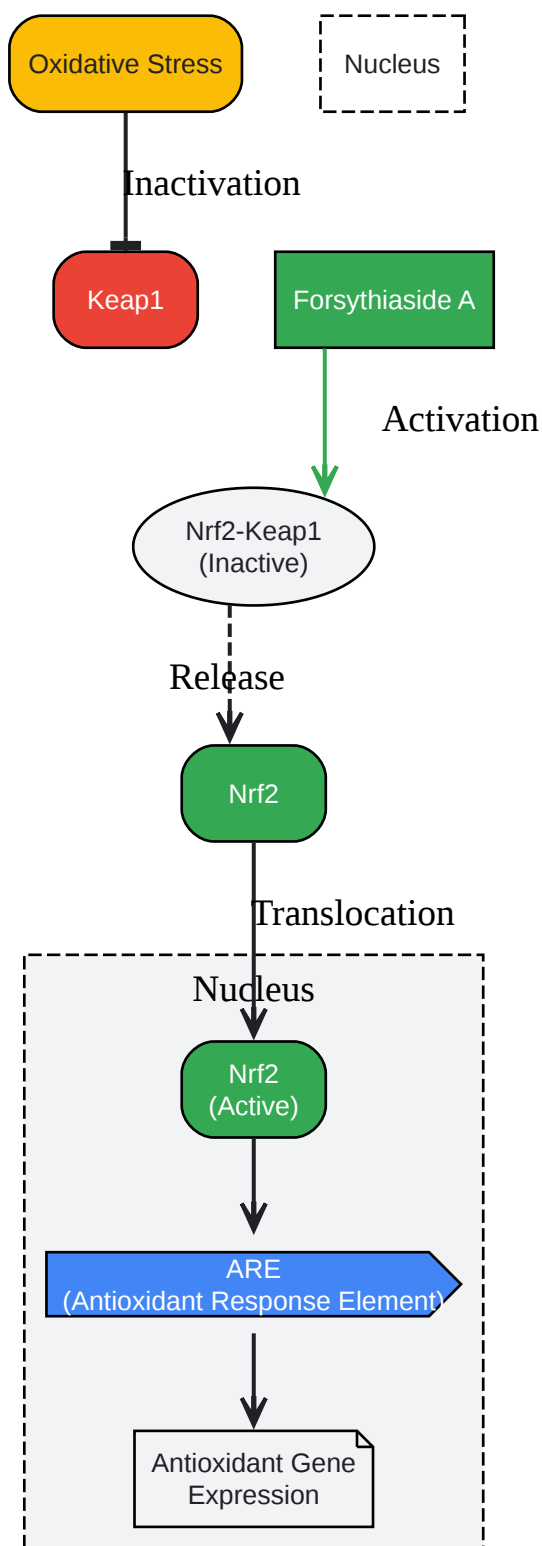 Oxidative Stress
Nucleus
Inactivation
Keap1
Forsythiaside A
Activation
Nrf2-Keap1
(Inactive)
Release
Nrf2
Translocation
Nucleus
Nrf2
(Active)
ARE
(Antioxidant Response Element)
Antioxidant Gene
Expression